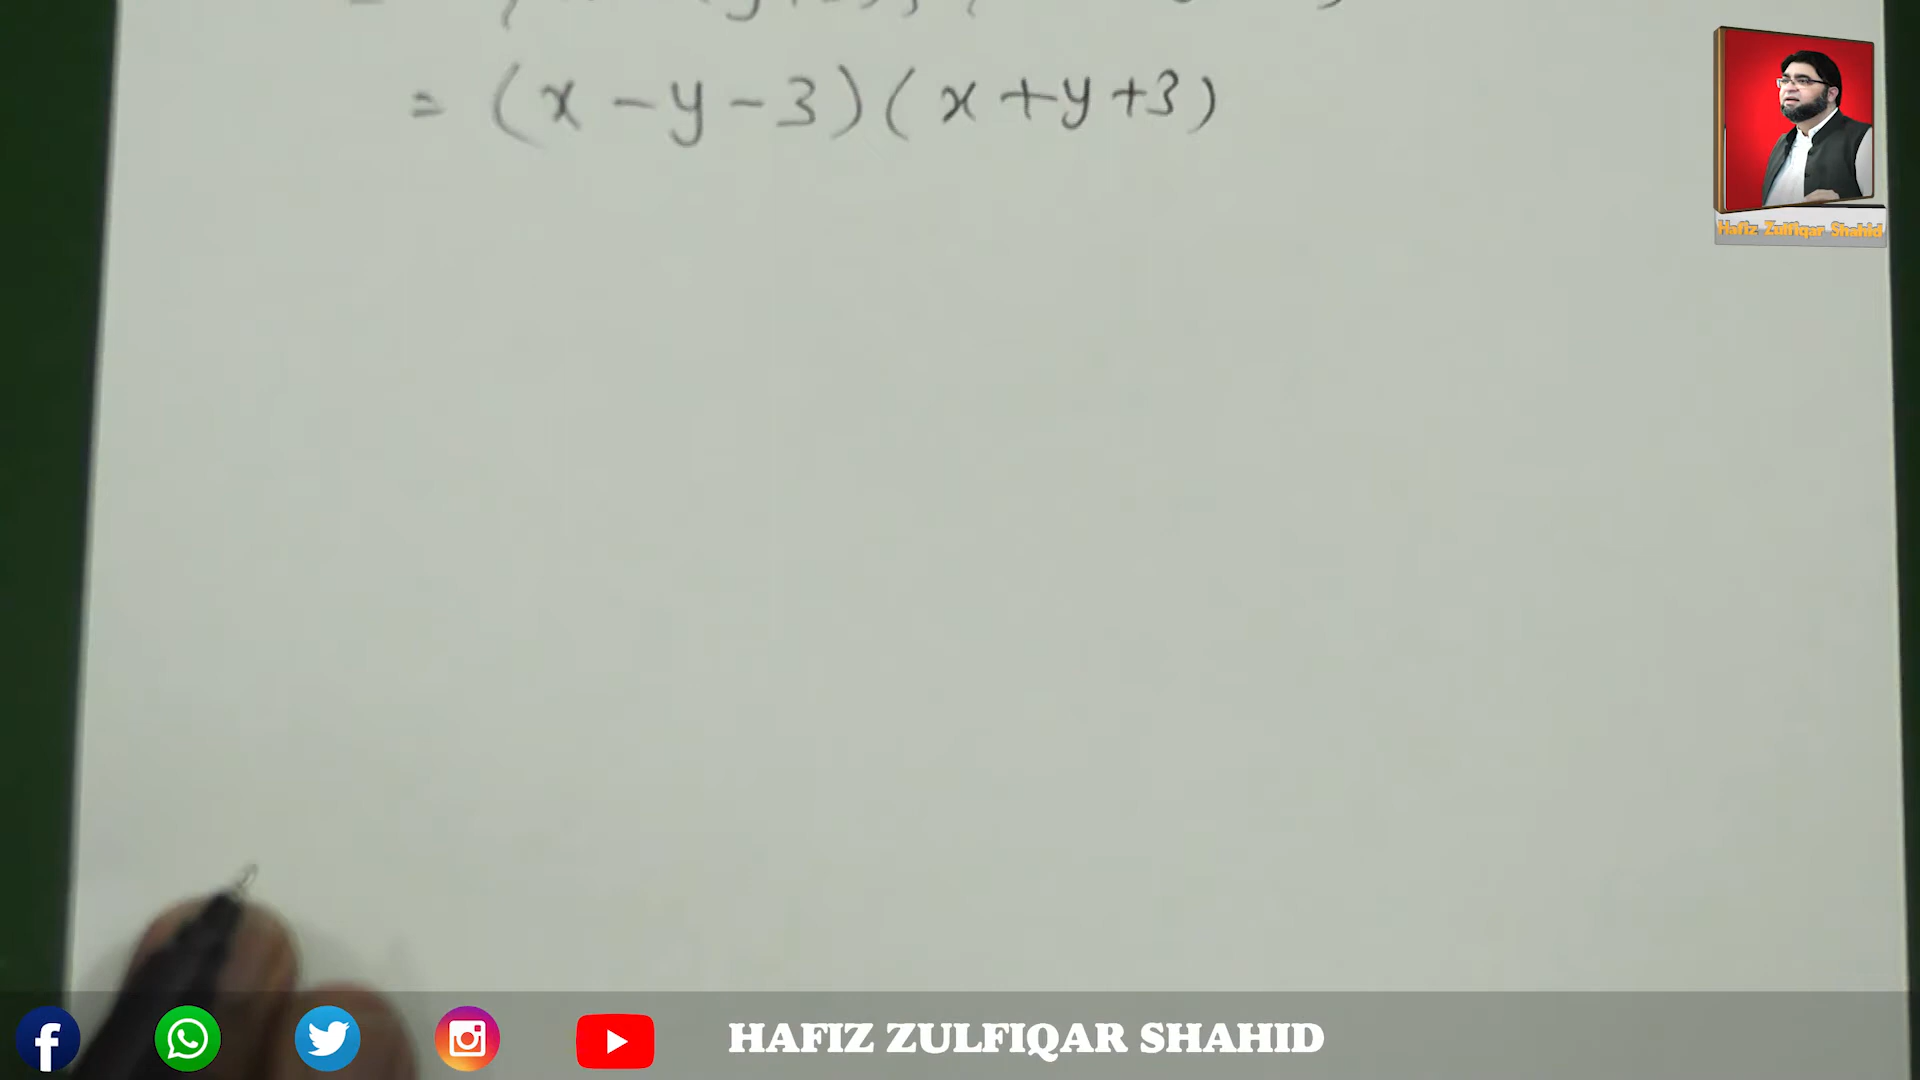 = (x - y - 3) (x + y + 3)
Hafiz Zulfiqar Shahid
HAFIZ ZULFIQAR SHAHID